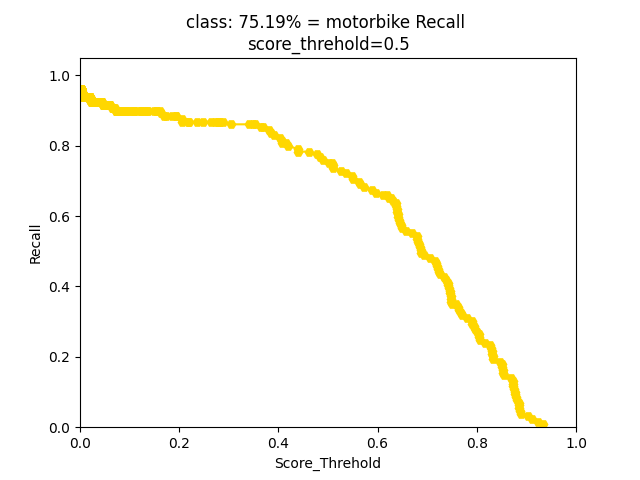 class: 75.19% = motorbike Recall
score_threhold=0.5
1.0
0.8
0.6
0.4
0.2
0.0
Recall
0.0 0.2 0.4 0.6 0.8 1.0
Score_Threhold